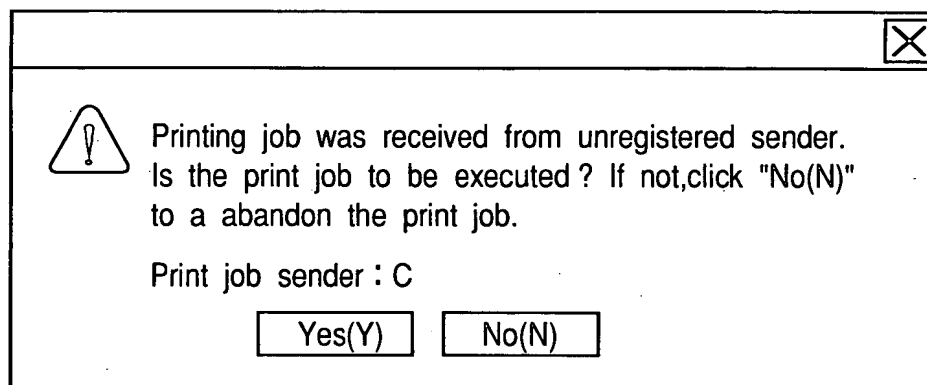 Printing job was received from unregistered sender.
Is the print job to be executed ? If not,click "No(N)"
to a abandon the print job.
Print job sender : C
Yes(Y) No(N)